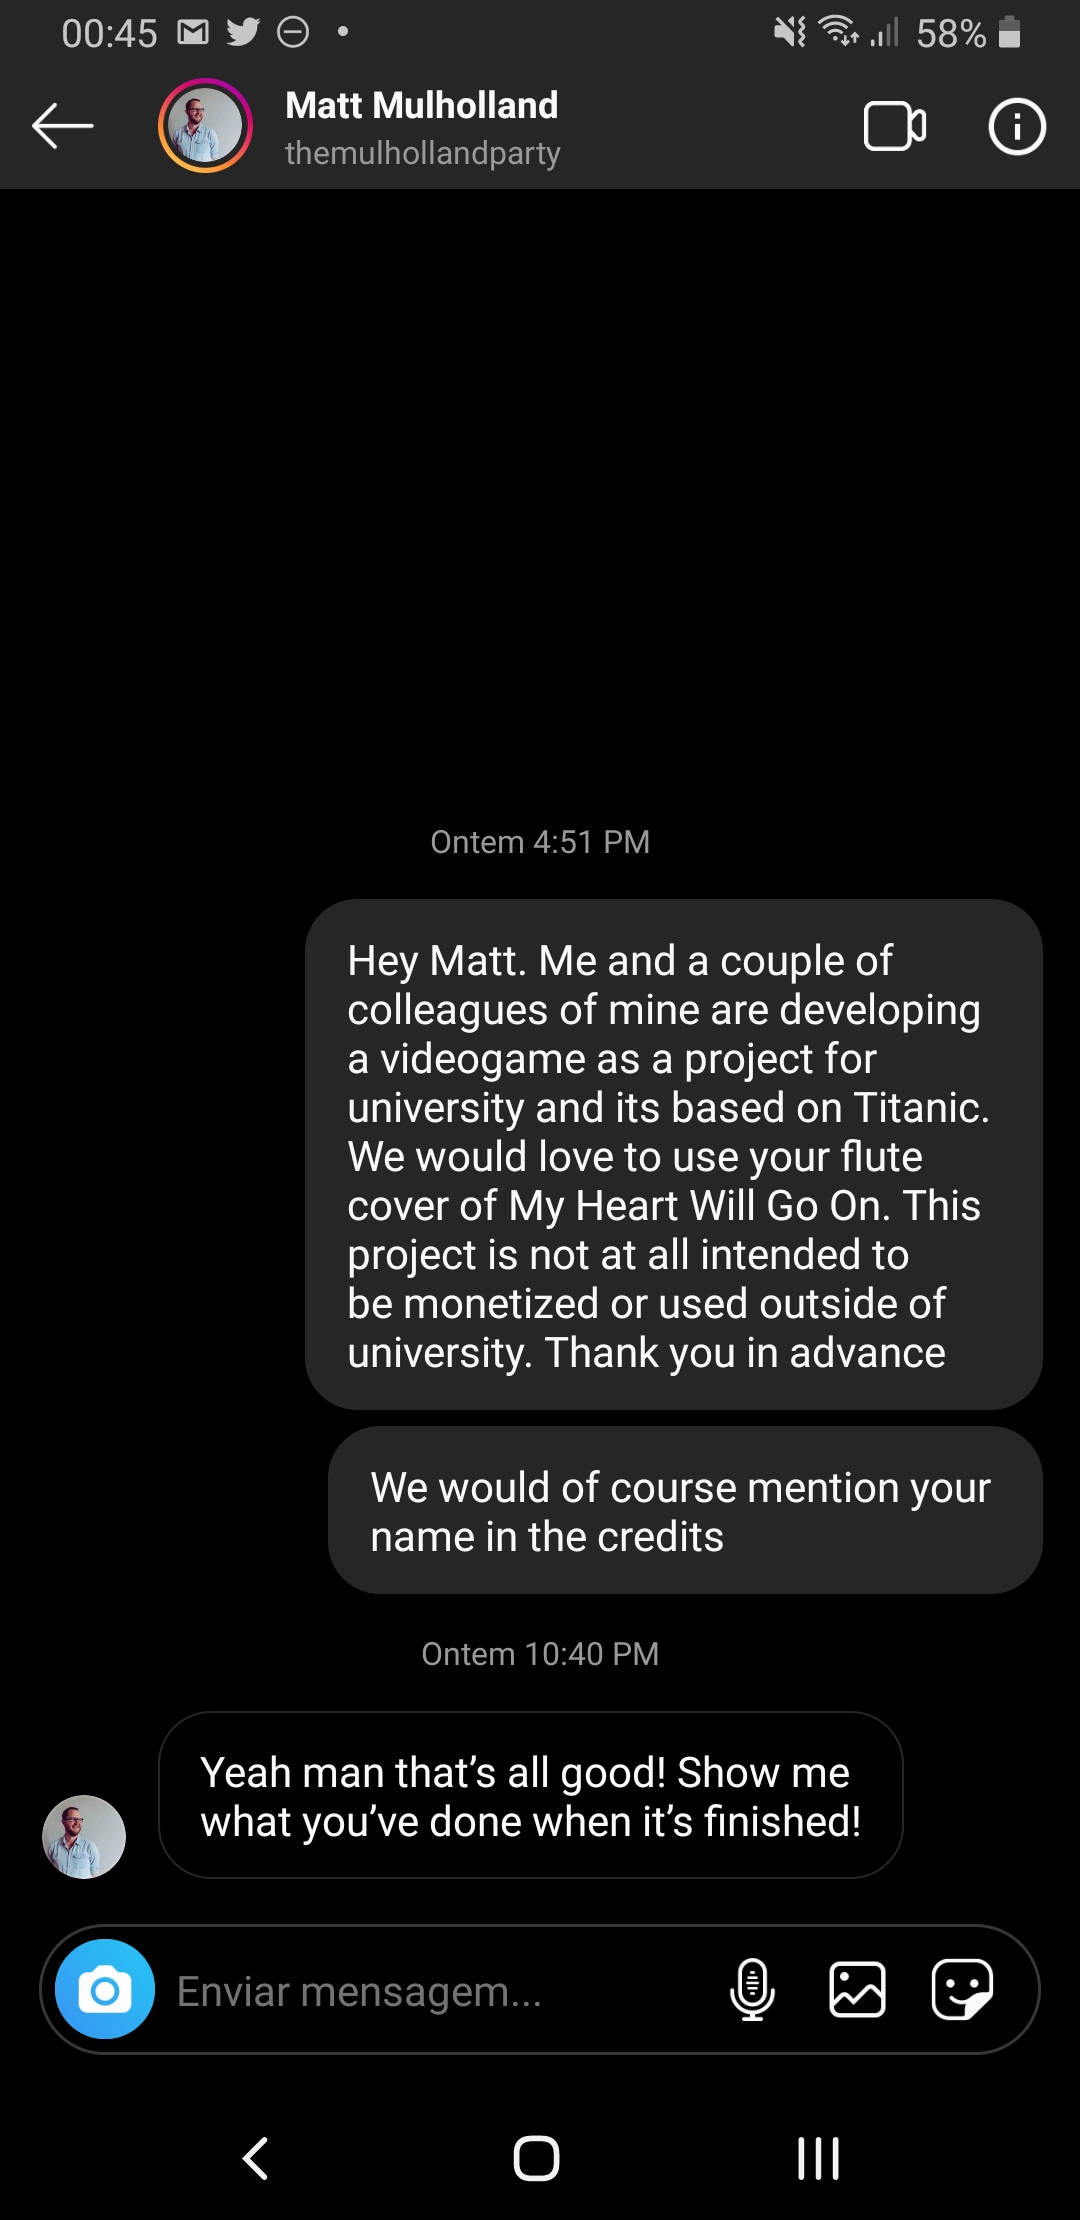 00:45
58%
Matt Mulholland
themulhollandparty
Ontem 4:51 PM
Hey Matt. Me and a couple of
colleagues of mine are developing
a videogame as a project for
university and its based on Titanic.
We would love to use your flute
cover of My Heart Will Go On. This
project is not at all intended to
be monetized or used outside of
university. Thank you in advance
We would of course mention your
name in the credits
Ontem 10:40 PM
Yeah man that’s all good! Show me
what you’ve done when it’s finished!
Enviar mensagem...